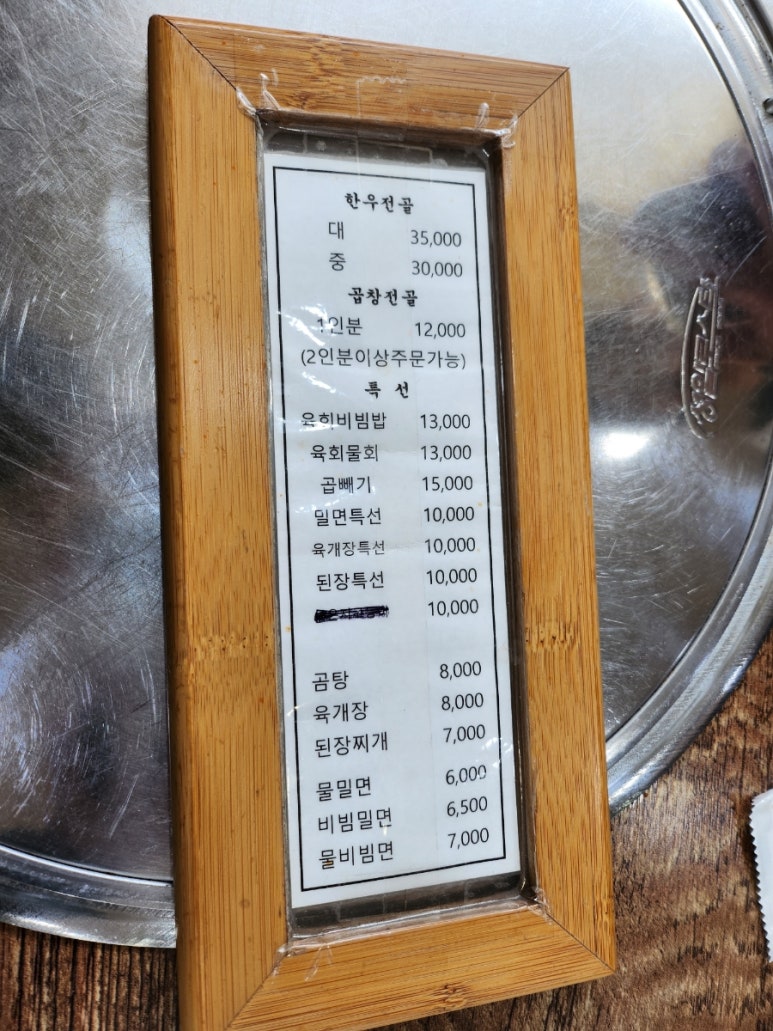 한우전골
대 35,000
중 30,000
곱창전골
1인분 12,000
(2인분이상주문가능)
특 선
육회비빔밥 13,000
육회물회 13,000
곱빼기 15,000
밀면특선 10,000
육개장특선 10,000
된장특선 10,000
10,000
곰탕 8,000
육개장 8,000
된장찌개 7,000
물밀면 6,000
비빔밀면 6,500
물비빔면 7,000